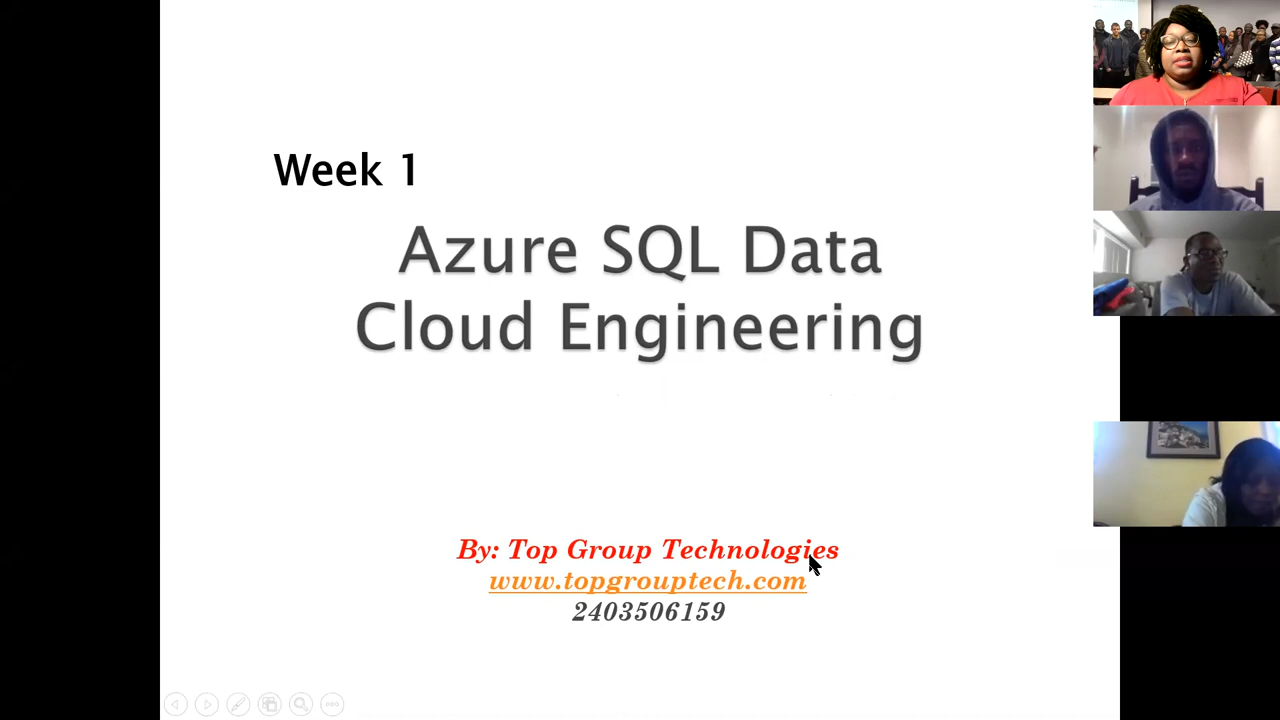 Week 1
Azure SQL Data
Cloud Engineering
By: Top Group Technologies
www.topgrouptech.com
2403506159